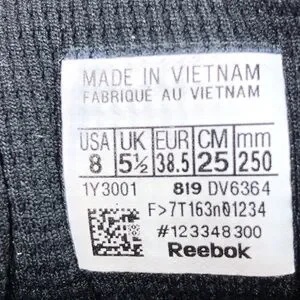 MADE IN VIETNAM
FABRIQUÉ AU VIETNAM
USA UK EUR CM mm
8 5½ 38.5 25 250
1Y3001 819 DV6364
F>7T163n01234
#123348300
Reebok